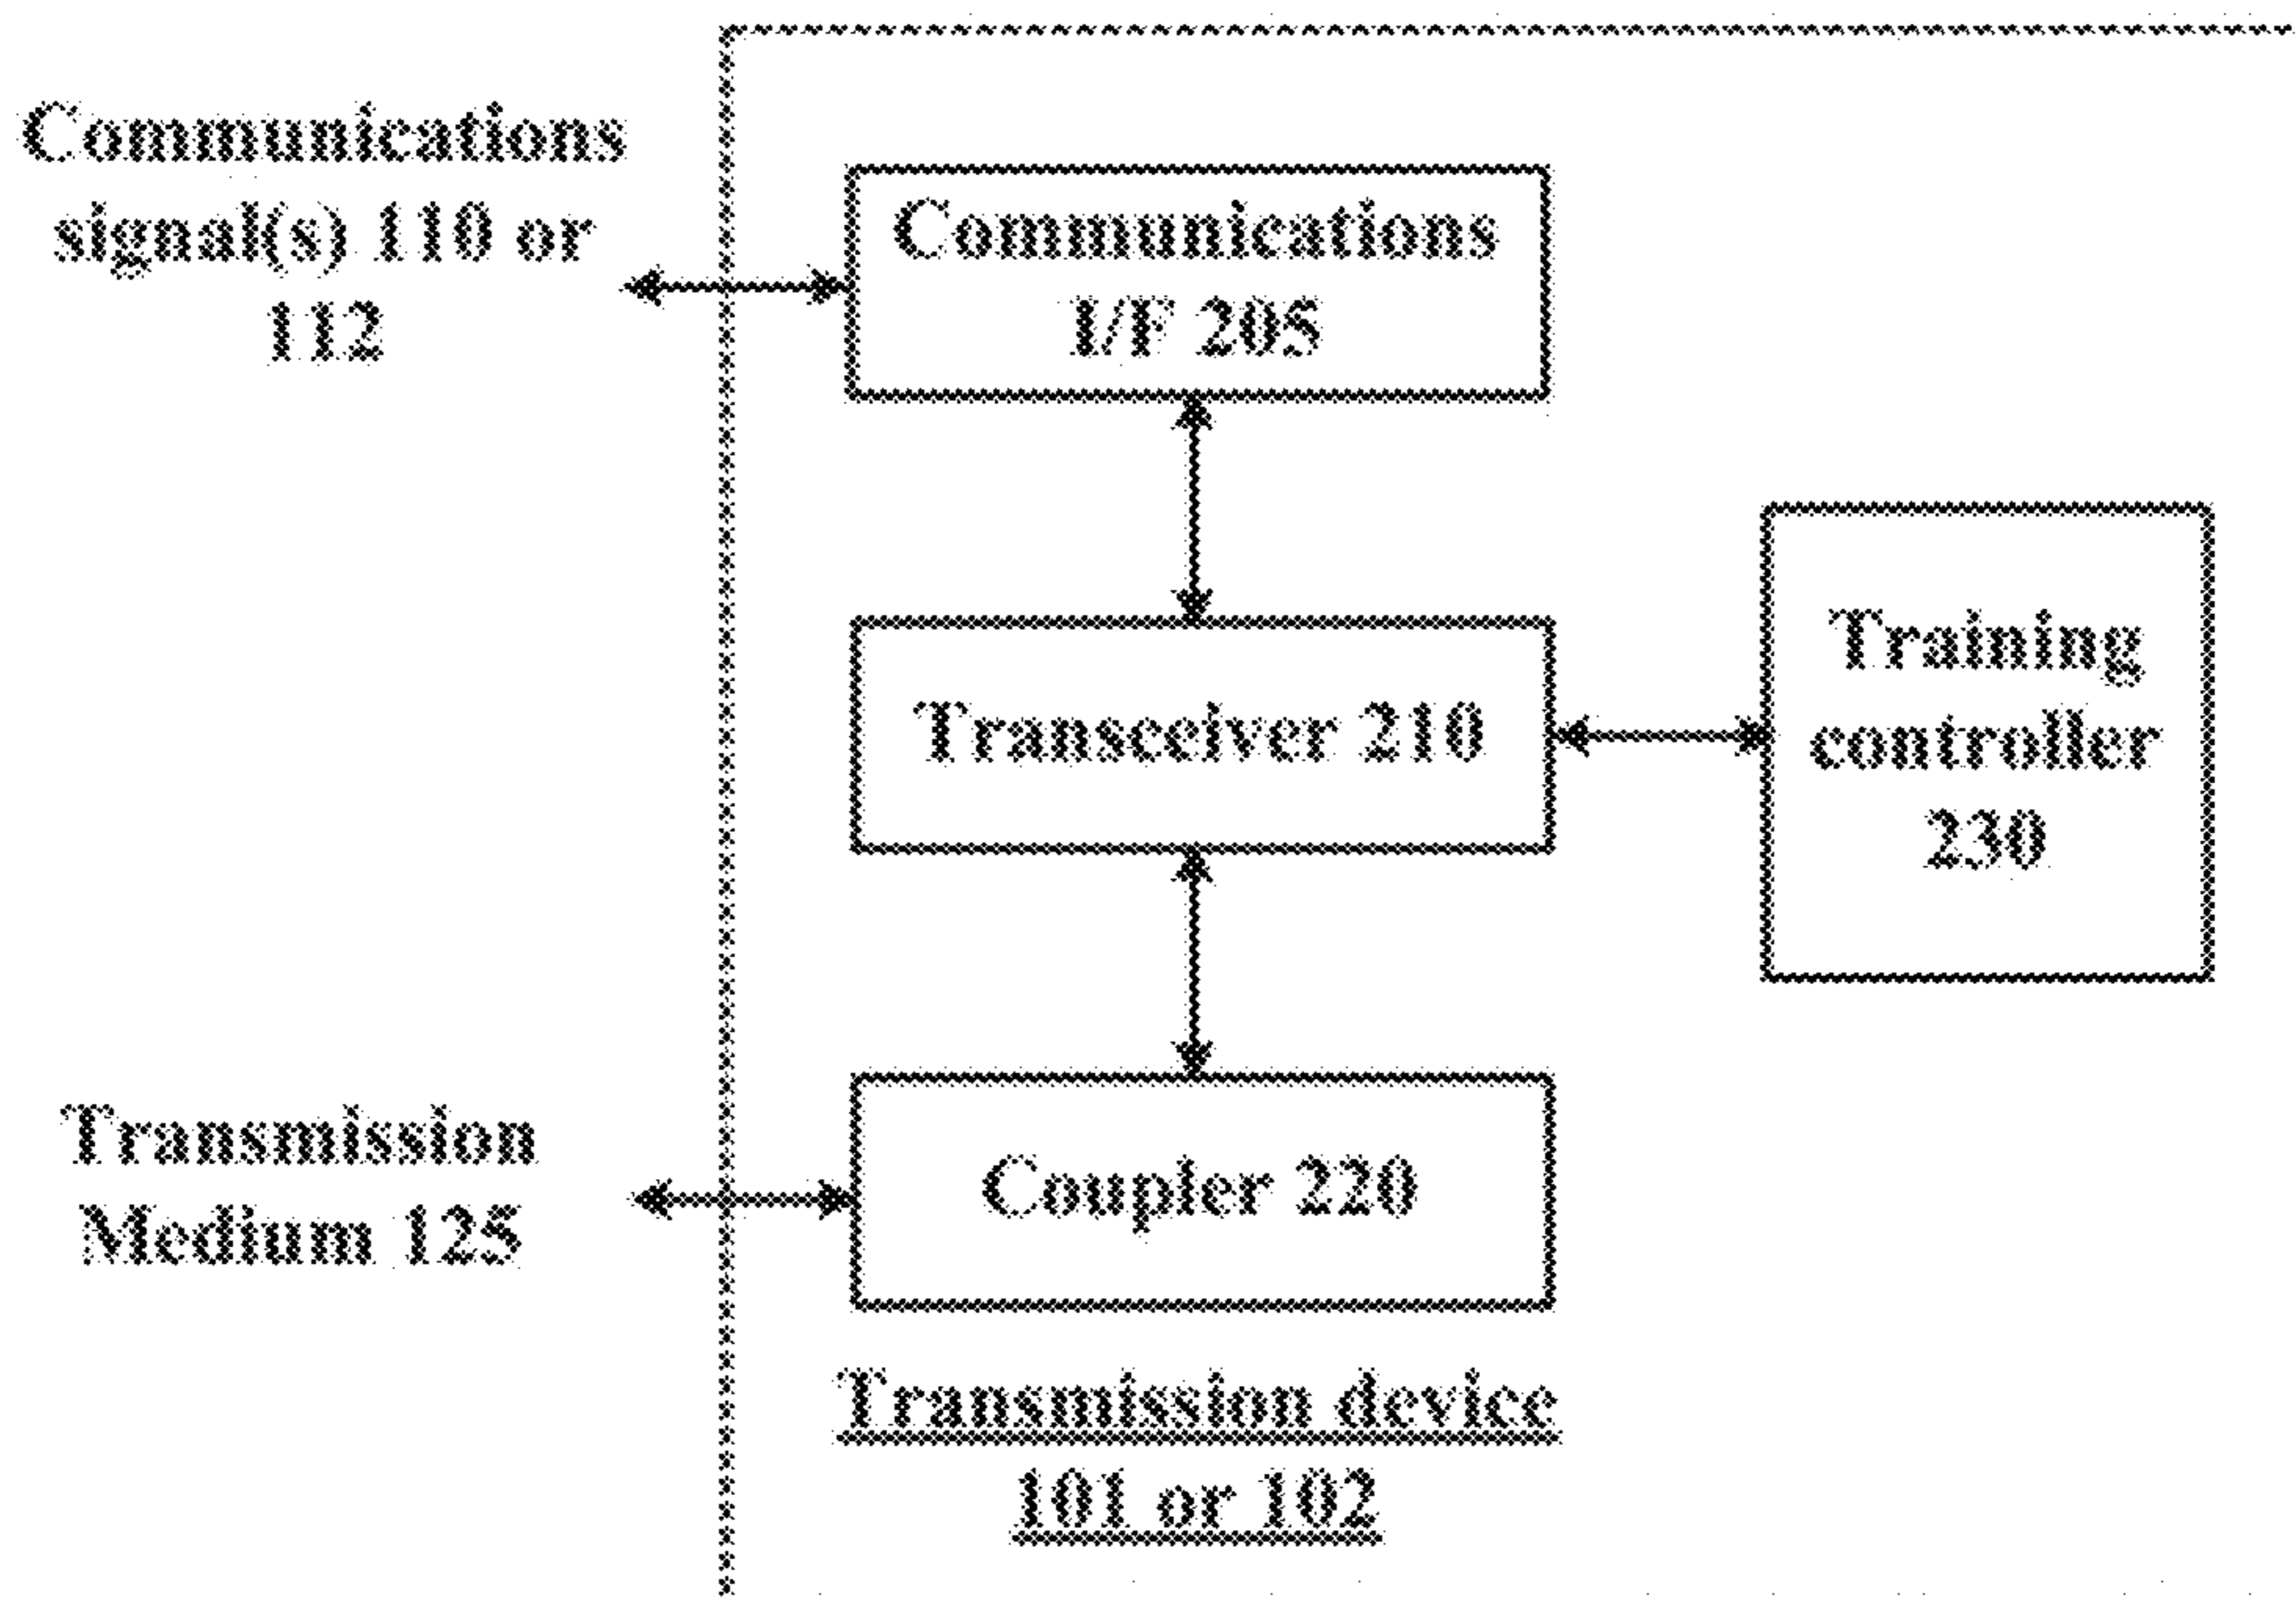 Communications
signal(s) 110 or
112
Communications
I/F 205
Transceiver 210
Training
controller
230
Transmission
Medium 125
Coupler 220
Transmission device
101 or 102